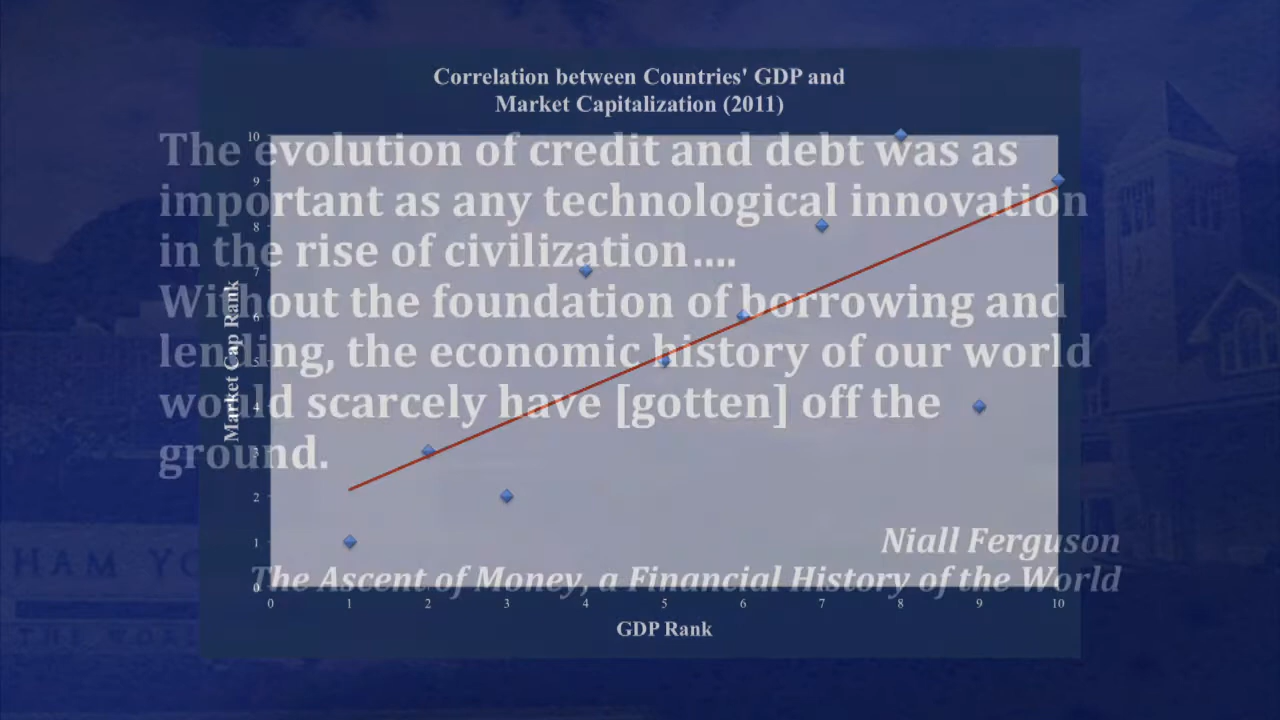 Correlation between Countries' GDP and
Market Capitalization (2011)
The evolution of credit and debt was as
important as any technological innovation
in the rise of civilization....
Without the foundation of borrowing and
lending, the economic history of our world
would scarcely have [gotten] off the
ground.
Niall Ferguson
The Ascent of Money, a Financial History of the World
Market Cap Rank
10
9
8
7
6
5
4
3
2
1
0
0 1 2 3 4 5 6 7 8 9 10
GDP Rank
HAM YO
THE WORL